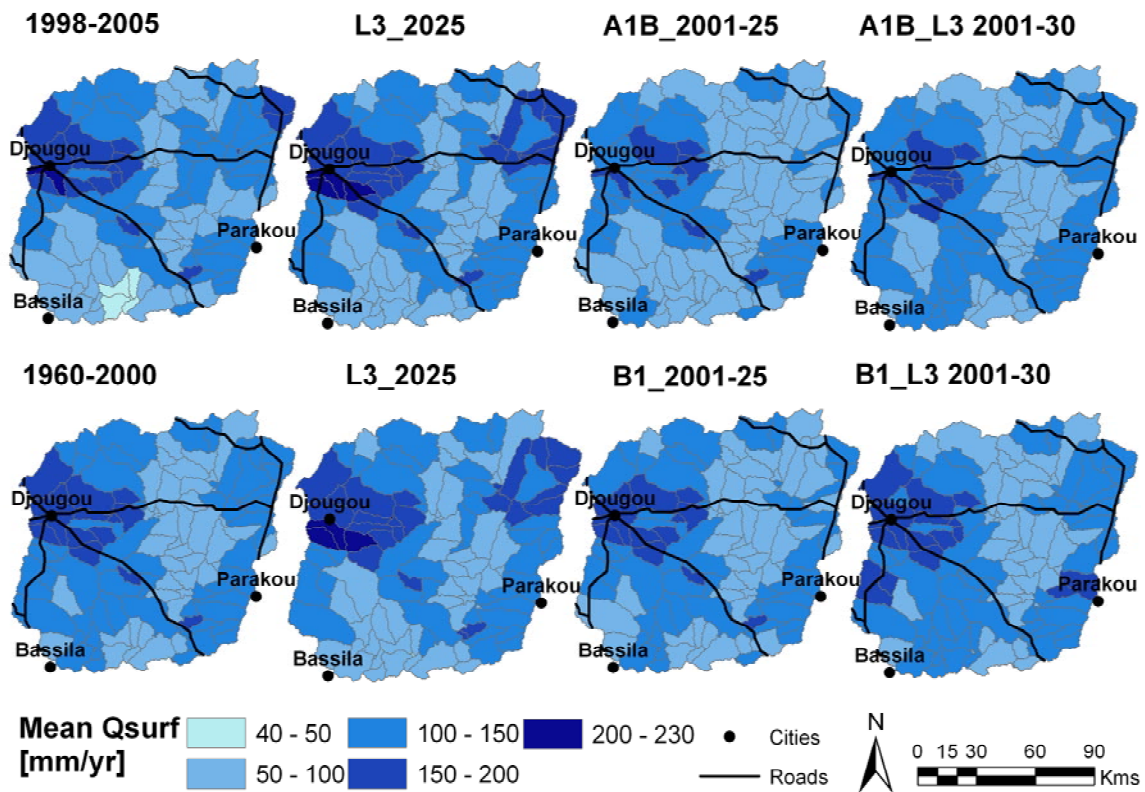 1998-2005 L3_2025 A1B_2001-25 A1B_L3 2001-30
Djougou Djougou Djougou Djougou
Parakou Parakou Parakou Parakou
Bassila Bassila Bassila Bassila
1960-2000 L3_2025 B1_2001-25 B1_L3 2001-30
Djougou Djougou Djougou Djougou
Parakou Parakou Parakou Parakou
Bassila Bassila Bassila Bassila
Mean Qsurf 40 - 50 100 - 150 200 - 230 Cities N 0 15 30 60 90
[mm/yr] 50 - 100 150 - 200 Roads Kms